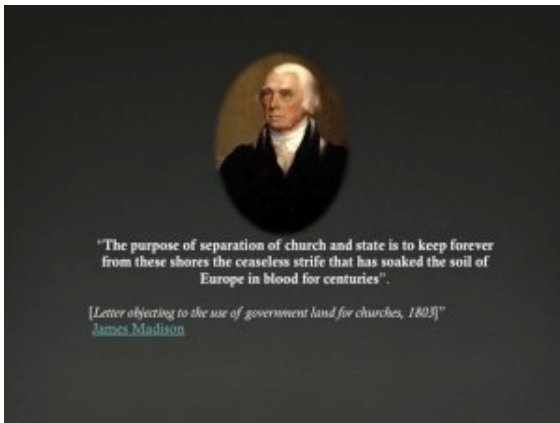 "The purpose of separation of church and state is to keep forever
from these shores the ceaseless strife that has soaked the soil of
Europe in blood for centuries".
[Letter objecting to the use of government land for churches, 1803]"
James Madison